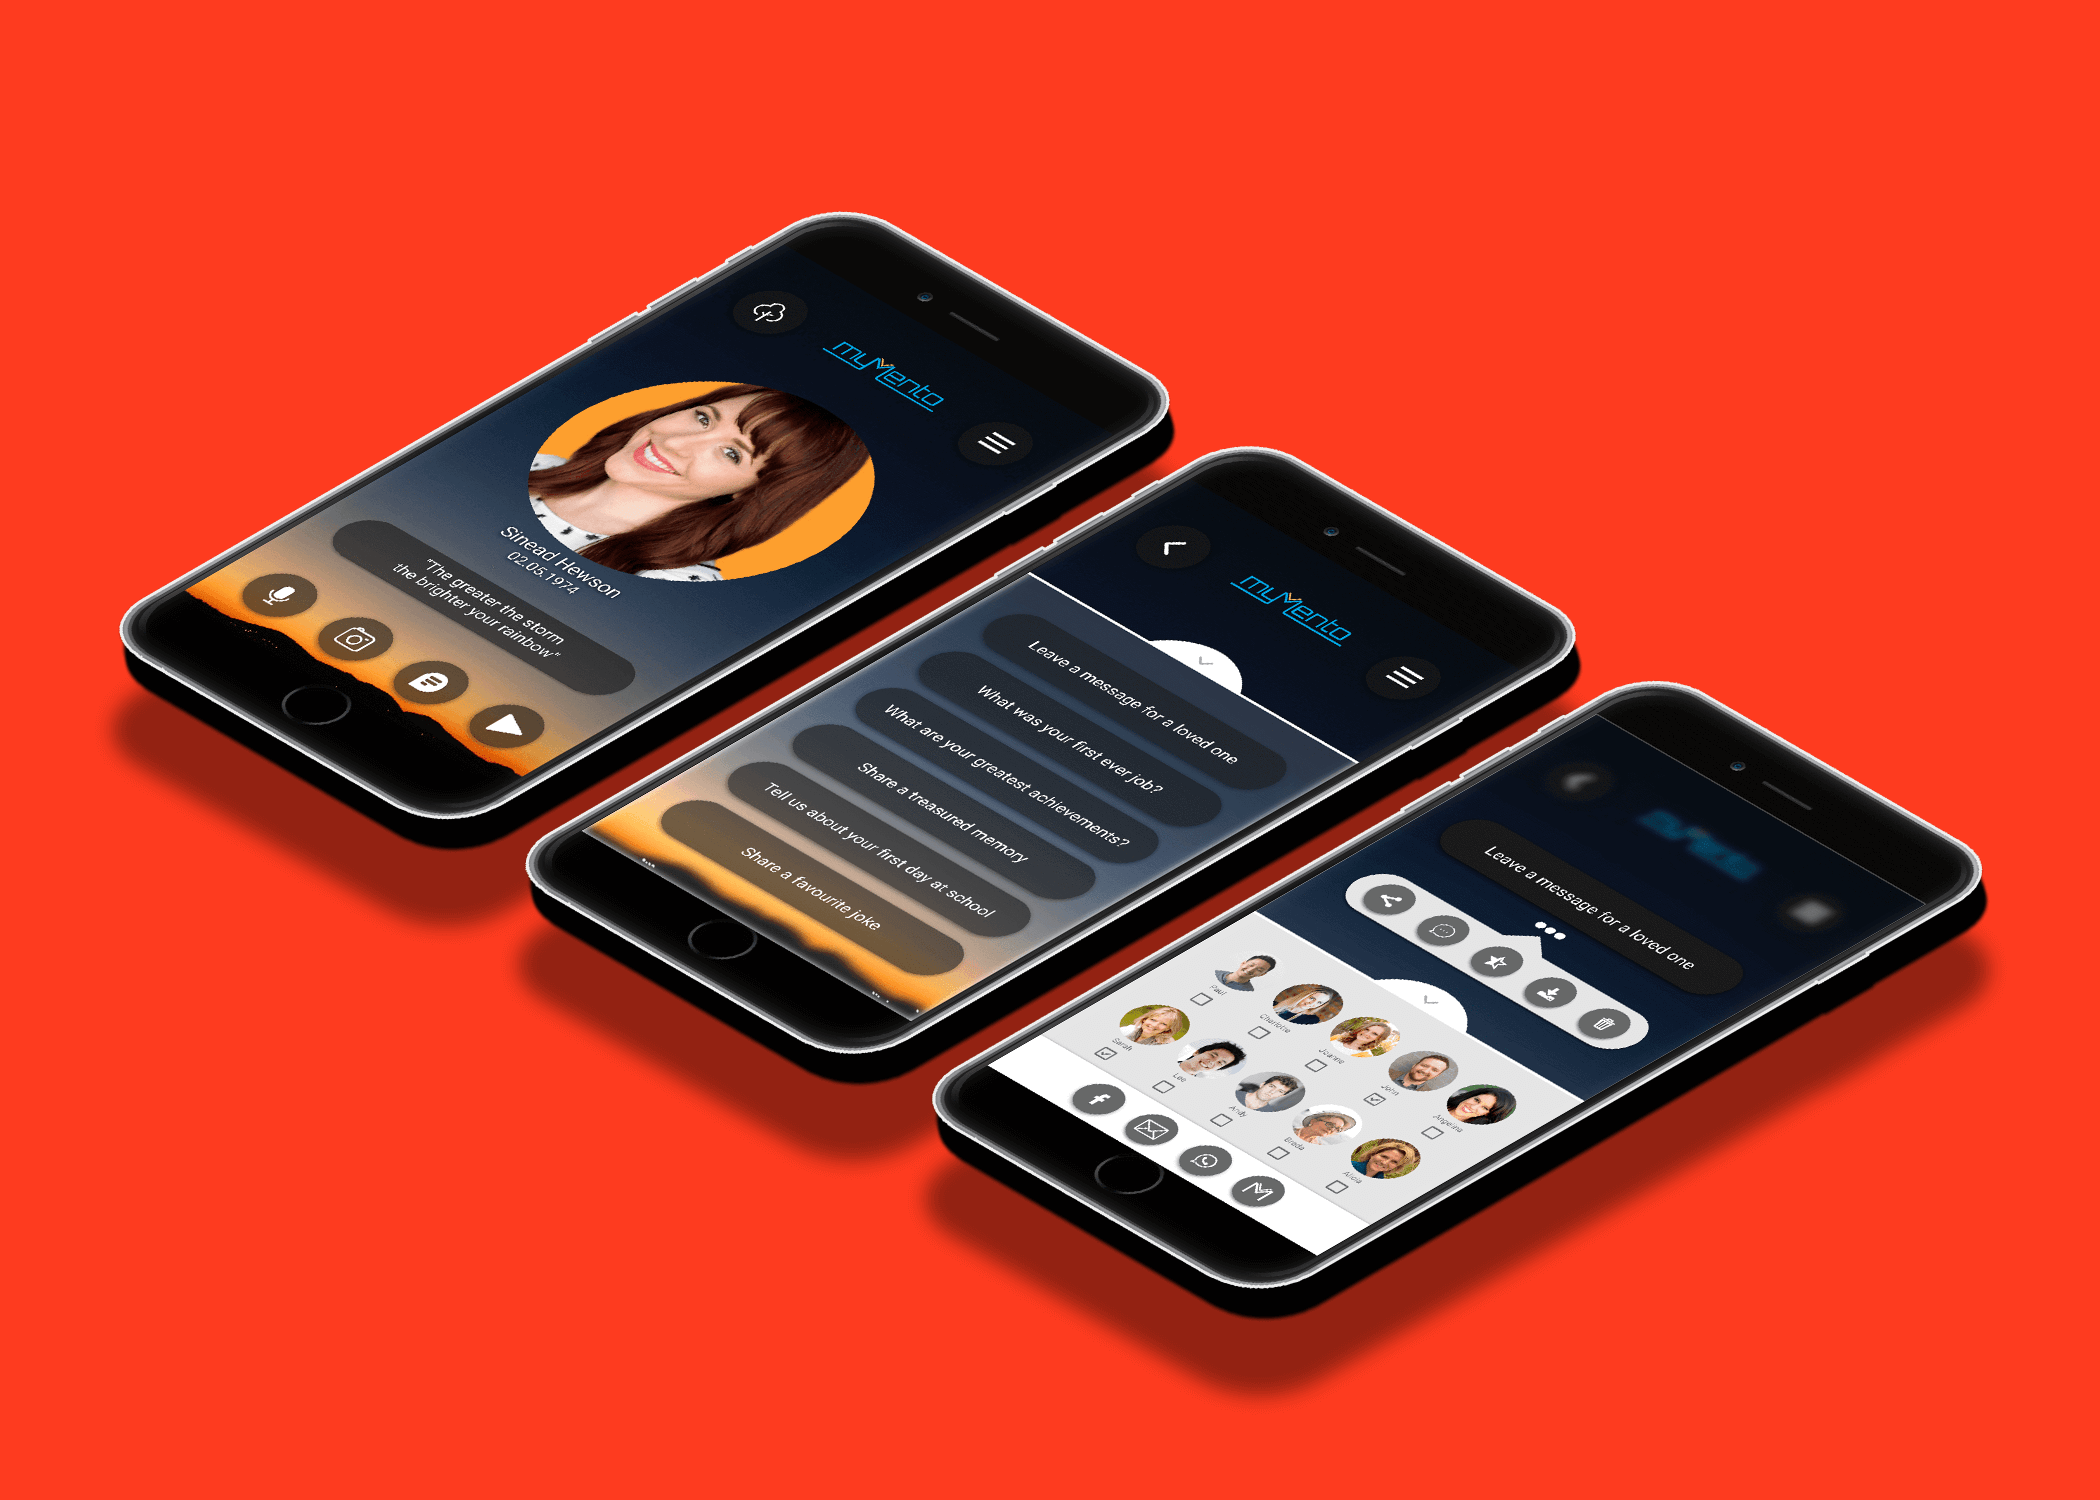 myMento
Sinead Hewson
02.05.1974
"The greater the storm
the brighter your rainbow"
myMento
Leave a message for a loved one
What was your first ever job?
What are your greatest achievements?
Share a treasured memory
Tell us about your first day at school
Share a favourite joke
Leave a message for a loved one
Paul
Charlotte
Joanne
John
Angelina
Sarah
Lee
Andy
Breda
Alicia